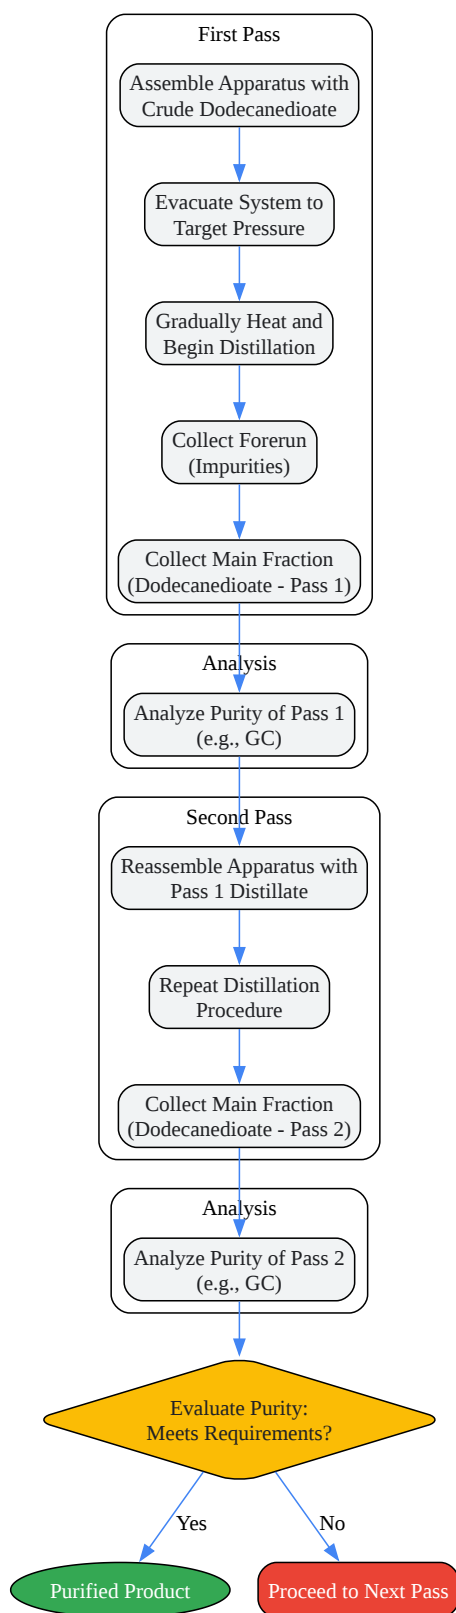 First Pass
Assemble Apparatus with
Crude Dodecanedioate
Evacuate System to
Target Pressure
Gradually Heat and
Begin Distillation
Collect Forerun
(Impurities)
Collect Main Fraction
(Dodecanedioate - Pass 1)
Analysis
Analyze Purity of Pass 1
(e.g., GC)
Second Pass
Reassemble Apparatus with
Pass 1 Distillate
Repeat Distillation
Procedure
Collect Main Fraction
(Dodecanedioate - Pass 2)
Analysis
Analyze Purity of Pass 2
(e.g., GC)
Evaluate Purity:
Meets Requirements?
Yes
No
Purified Product
Proceed to Next Pass